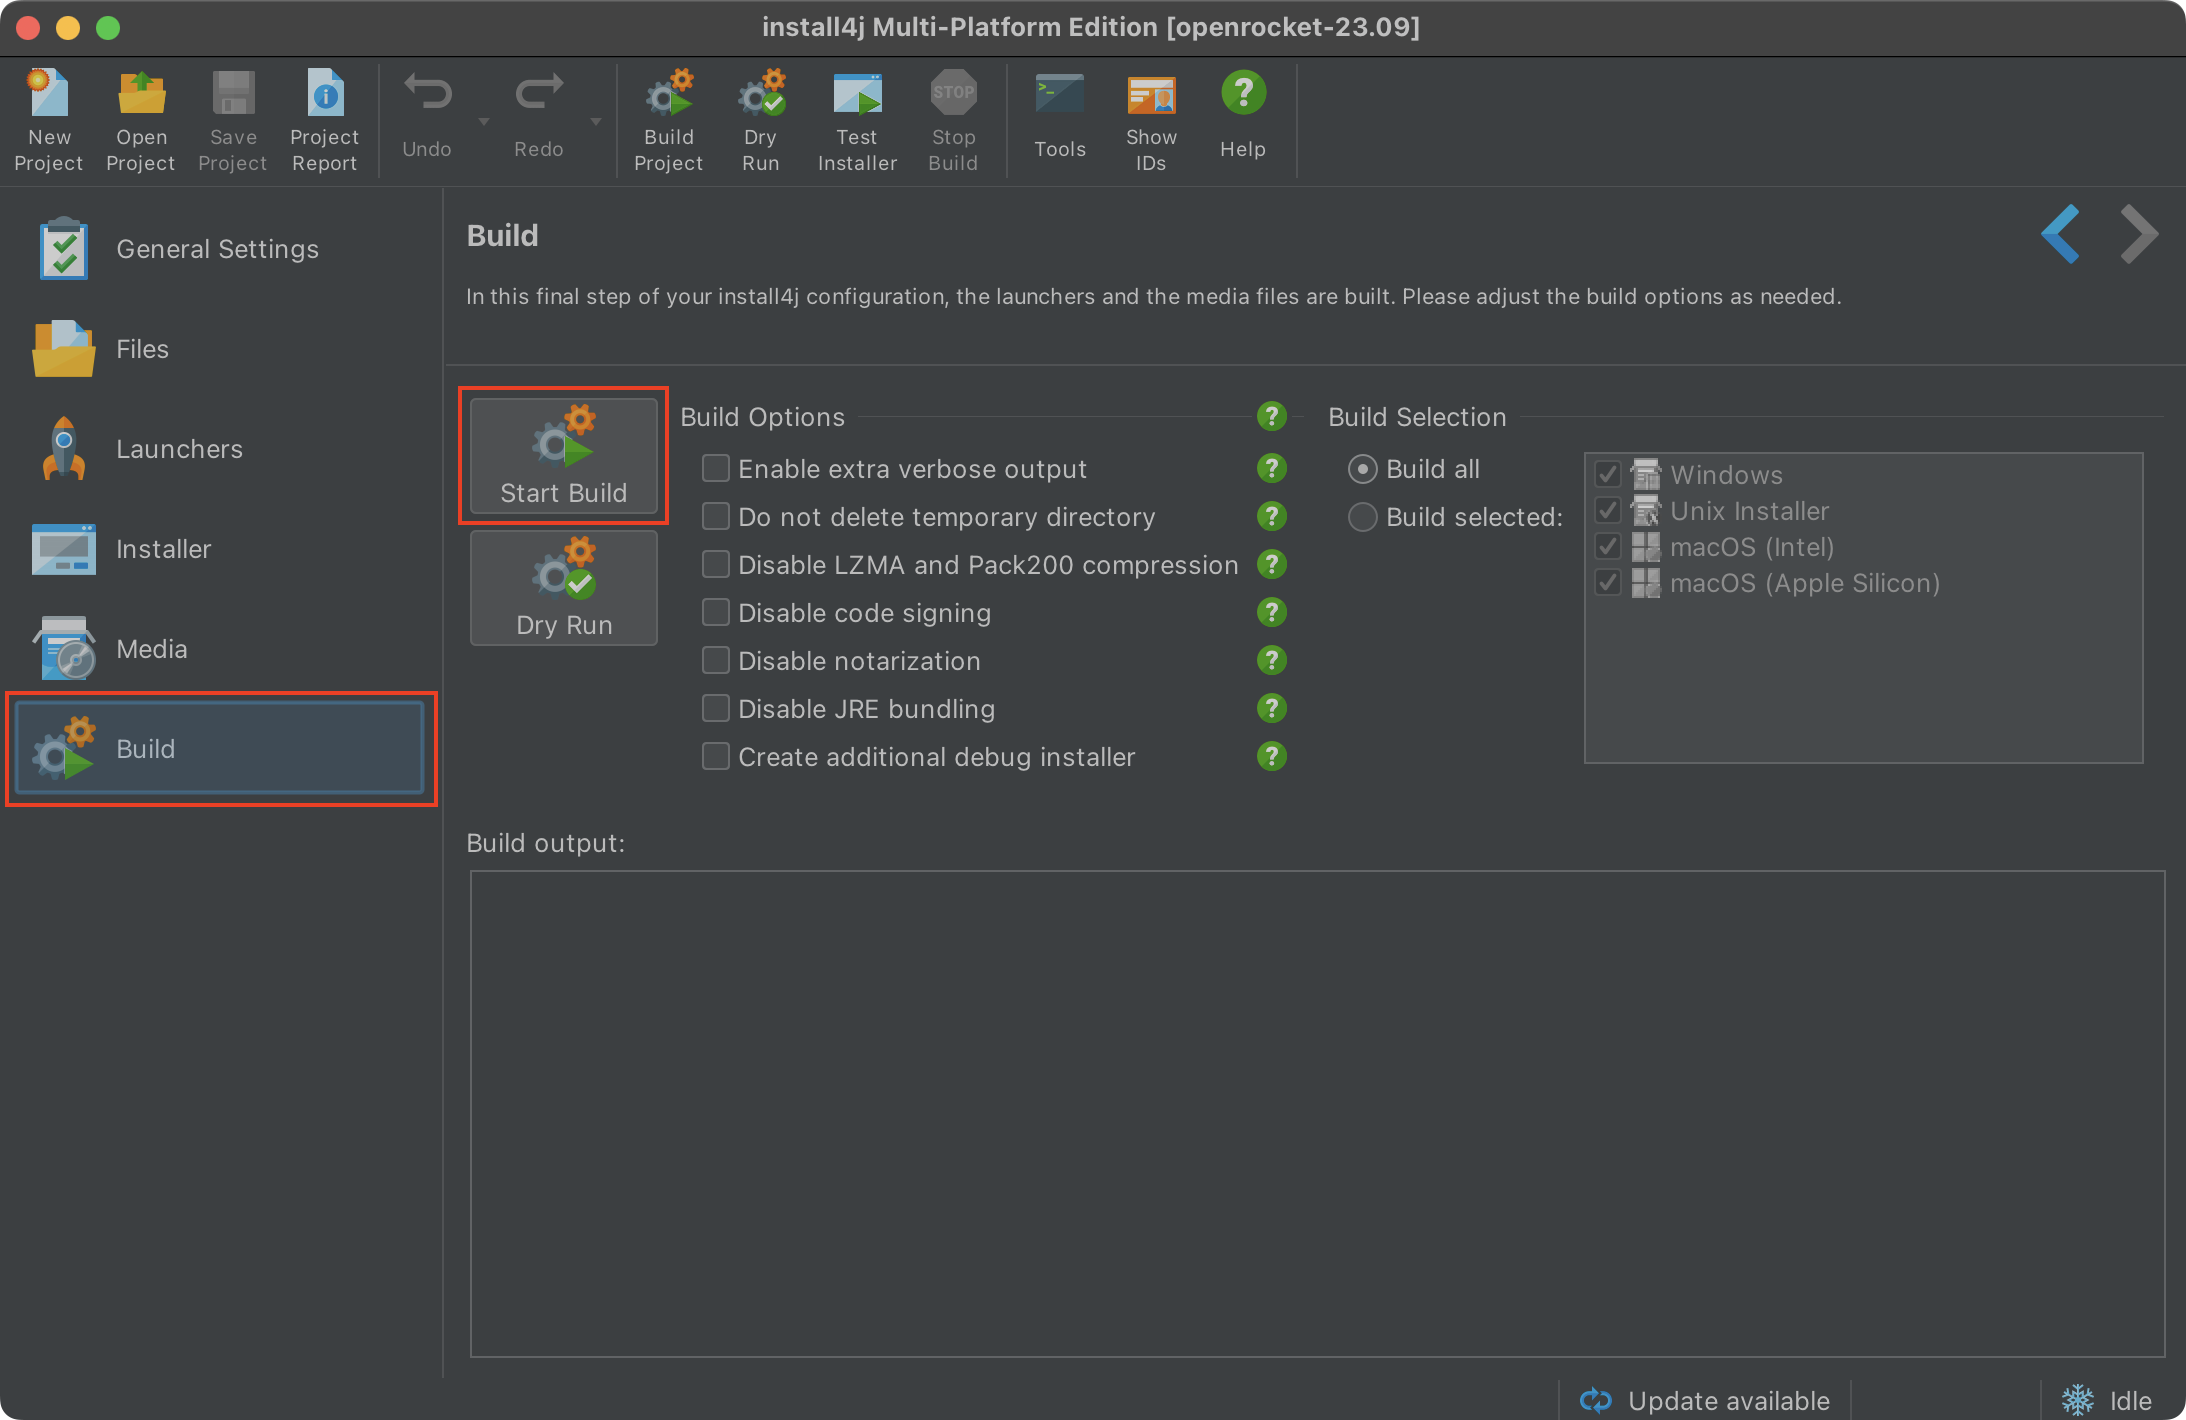 install4j Multi-Platform Edition [openrocket-23.09]
New Project
Open Project
Save Project
Project Report
Undo
Redo
Build Project
Dry Run
Test Installer
STOP
Stop Build
>_
Tools
Show IDs
Help
General Settings
Files
Launchers
Installer
Media
Build
Build
In this final step of your install4j configuration, the launchers and the media files are built. Please adjust the build options as needed.
Start Build
Dry Run
Build Options
Enable extra verbose output
Do not delete temporary directory
Disable LZMA and Pack200 compression
Disable code signing
Disable notarization
Disable JRE bundling
Create additional debug installer
Build Selection
Build all
Build selected:
Windows
Unix Installer
macOS (Intel)
macOS (Apple Silicon)
Build output:
Update available
Idle